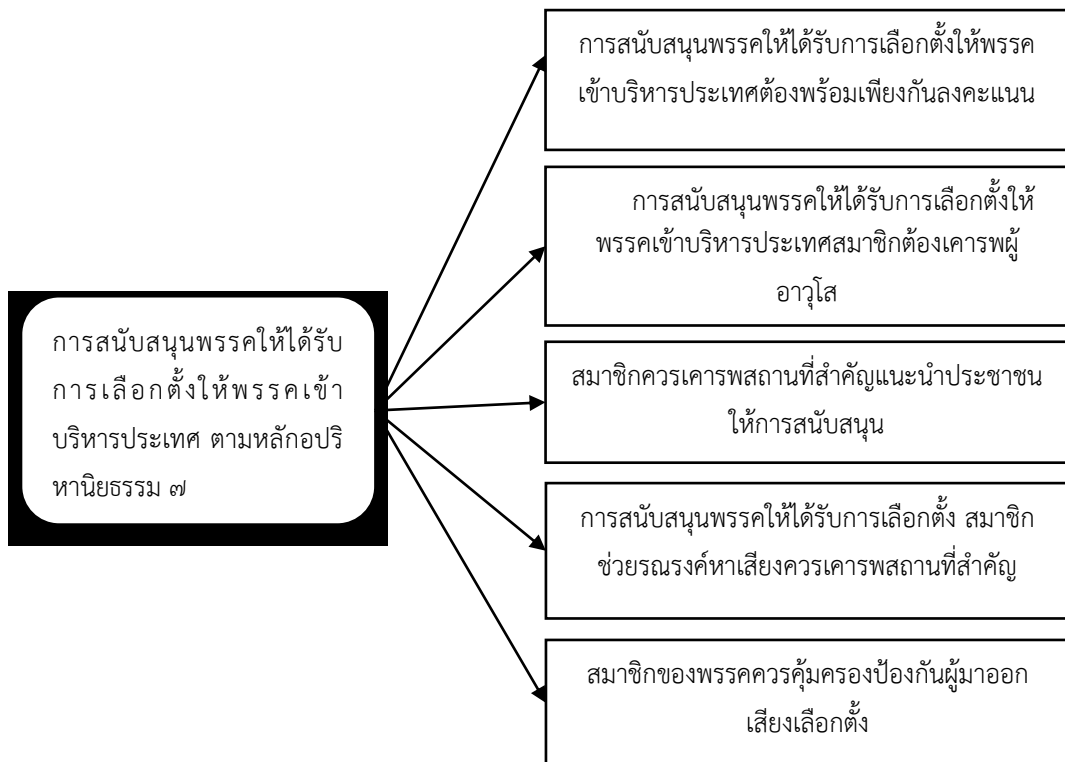 การสนับสนุนพรรคให้ได้รับการเลือกตั้งให้พรรค
เข้าบริหารประเทศต้องพร้อมเพียงกันลงคะแนน
การสนับสนุนพรรคให้ได้รับการเลือกตั้งให้
พรรคเข้าบริหารประเทศสมาชิกต้องเคารพผู้
อาวุโส
การสนับสนุนพรรคให้ได้รับ
การเลือกตั้งให้พรรคเข้า
บริหารประเทศ ตามหลักอปริ
หานิยธรรม ๗
สมาชิกควรเคารพสถานที่สำคัญแนะนำประชาชน
ให้การสนับสนุน
การสนับสนุนพรรคให้ได้รับการเลือกตั้ง สมาชิก
ช่วยรณรงค์หาเสียงควรเคารพสถานที่สำคัญ
สมาชิกของพรรคควรคุ้มครองป้องกันผู้มาออก
เสียงเลือกตั้ง